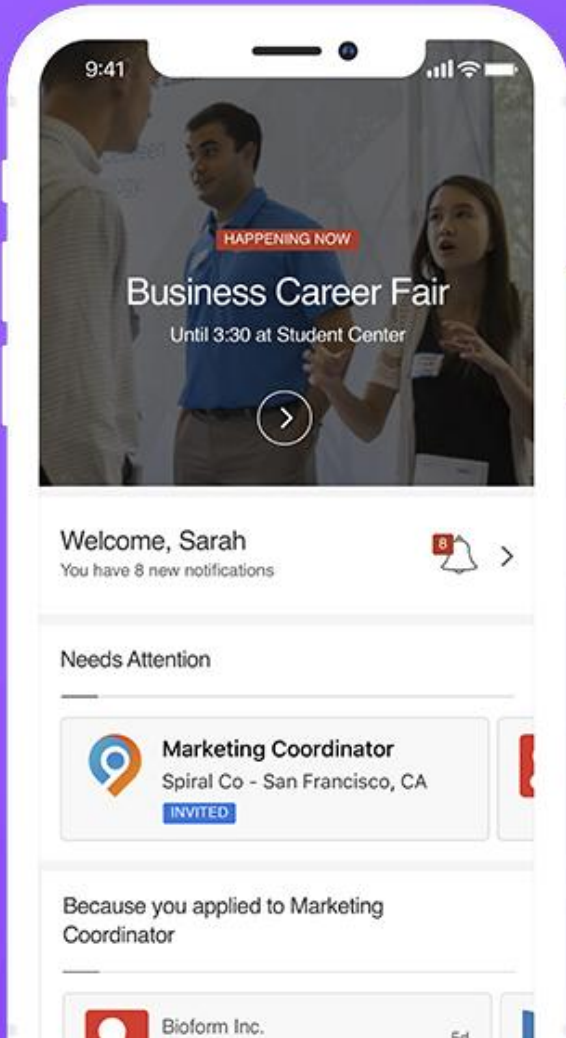 9:41
HAPPENING NOW
Business Career Fair
Until 3:30 at Student Center
Welcome, Sarah
You have 8 new notifications
8
Needs Attention
Marketing Coordinator
Spiral Co - San Francisco, CA
INVITED
Because you applied to Marketing
Coordinator
Bioform Inc.